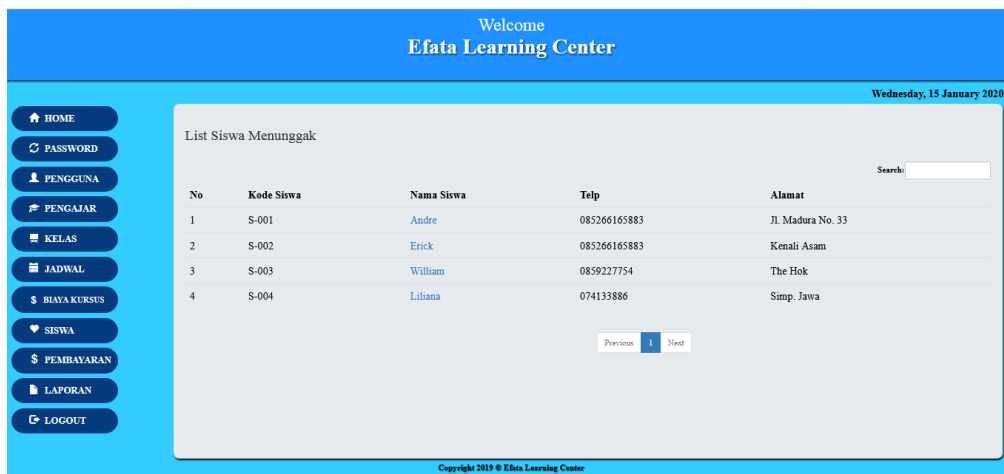 Welcome
Efata Learning Center
Wednesday, 15 January 2020
HOME
PASSWORD
PENGGUNA
PENGAJAR
KELAS
JADWAL
$ BIAYA KURSUS
SISWA
$ PEMBAYARAN
LAPORAN
LOGOUT
List Siswa Menunggak
Search:
No Kode Siswa Nama Siswa Telp Alamat
1 S-001 Andre 085266165883 Jl. Madura No. 33
2 S-002 Erick 085266165883 Kenali Asam
3 S-003 William 0859227754 The Hok
4 S-004 Liliana 074133886 Simp. Jawa
Previous 1 Next
Copyright 2019 © Efata Learning Center